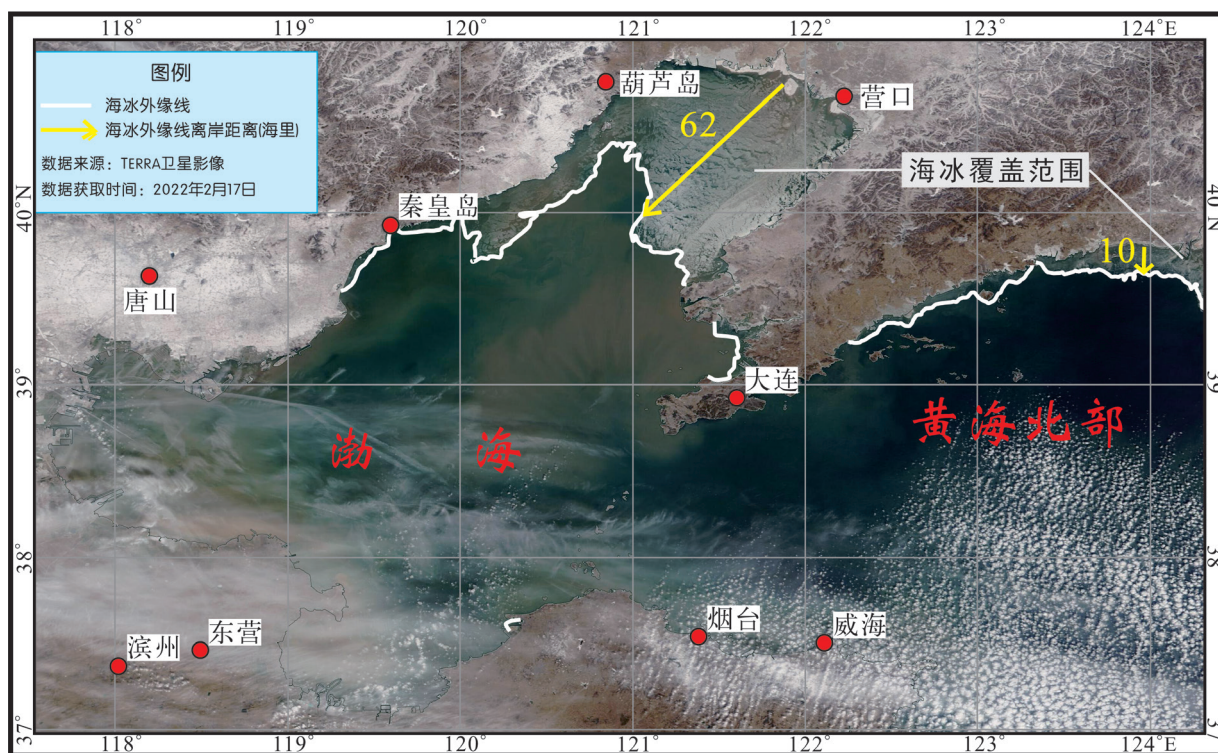 118
119
120
121
122
123
124°E
图例
海冰外缘线
海冰外缘线离岸距离(海里)
数据来源：TERRA卫星影像
数据获取时间：2022年2月17日
葫芦岛
营口
62
海冰覆盖范围
40°N
40°N
秦皇岛
10
唐山
39
39
大连
渤海
黄海北部
38
38
烟台
威海
东营
滨州
37°
37
118
119
120
121
122
123
124°E